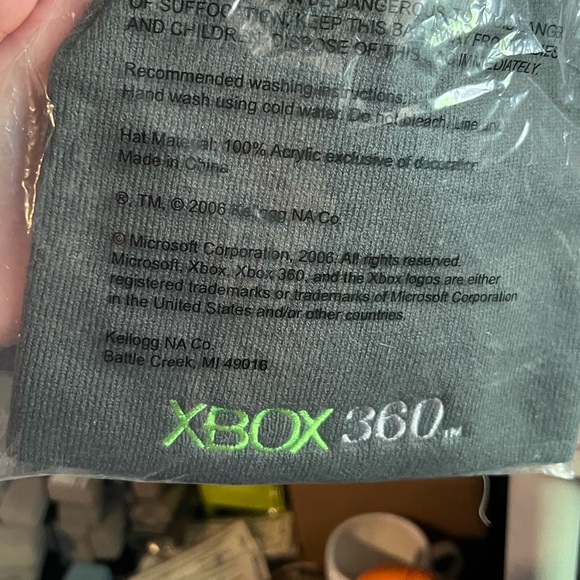 DANGEROUS
OF SUFFOCATION, KEEP THIS BAG AWAY FROM
AND CHILDREN. DISPOSE OF THIS IMMEDIATELY.
Recommended washing instructions:
Hand wash using cold water. Do not bleach. Line
Hat Material: 100% Acrylic exclusive of decoration
Made in China
®, TM, © 2006 Kellogg NA Co.
© Microsoft Corporation, 2006. All rights reserved.
Microsoft, Xbox, Xbox 360, and the Xbox logos are either
registered trademarks or trademarks of Microsoft Corporation
in the United States and/or other countries.
Kellogg NA Co.
Battle Creek, MI 49016
XBOX 360™